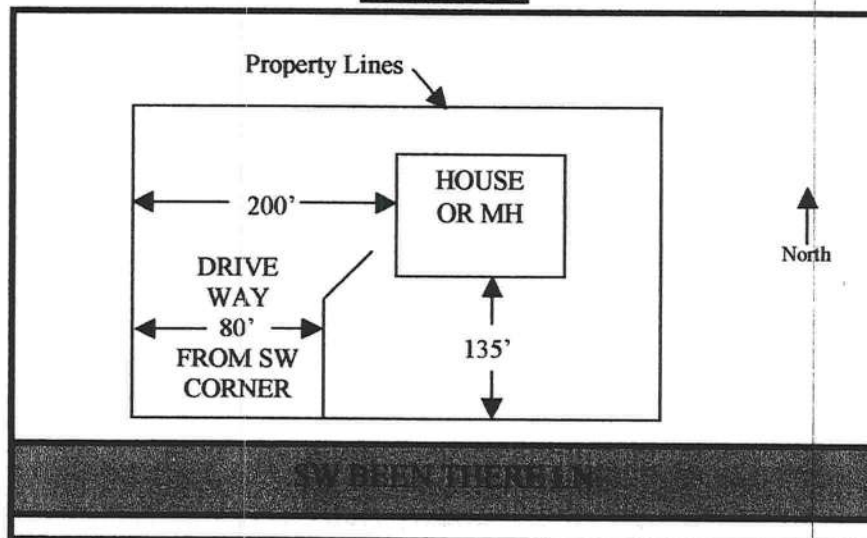 Property Lines
HOUSE
OR MH
200'
North
DRIVE
WAY
80'
FROM SW
CORNER
135'
SW BEEN THERE LN